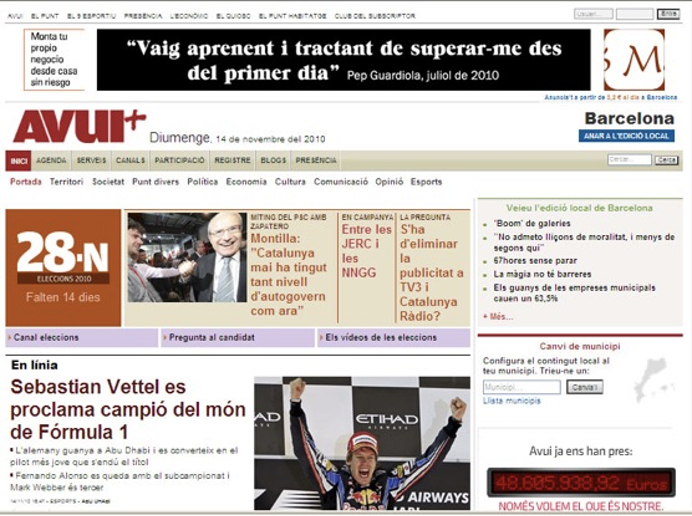 AVUI EL PUNT EL 9 ESPORTIU PRESÈNCIA L'ECONÒMIC EL QUIOSC EL PUNT HABITATGE CLUB DEL SUBSCRIPTOR
Entra
Munta tu
propio
negocio
desde casa
sin riesgo
"Vaig aprenent i tractant de superar-me des
del primer dia" Pep Guardiola, juliol de 2010
SM
Anuncia't a partir de 3,2 € al dia a Barcelona
AVUI+
Diumenge, 14 de novembre del 2010
Barcelona
ANAR A L'EDICIÓ LOCAL
INICI AGENDA SERVEIS CANALS PARTICIPACIÓ REGISTRE BLOGS PRESÈNCIA
Cercar... Cerca
Portada Territori Societat Punt divers Política Economia Cultura Comunicació Opinió Esports
28-N
ELECCIONS 2010
Falten 14 dies
MÍTING DEL PSC AMB
ZAPATERO
Montilla:
"Catalunya
mai ha tingut
tant nivell
d'autogovern
com ara"
EN CAMPANYA
Entre les
JERC i
les
NNGG
LA PREGUNTA
S'ha
d'eliminar
la
publicitat a
TV3 i
Catalunya
Ràdio?
Canal eleccions
Pregunta al candidat
Els vídeos de les eleccions
Veieu l'edició local de Barcelona
'Boom' de galeries
"No admeto lliçons de moralitat, i menys de
segons qui"
67hores sense parar
La màgia no té barreres
Els guanys de les empreses municipals
cauen un 63,5%
+ Més...
Canvi de municipi
Configura el contingut local al
teu municipi. Trieu-ne un:
Municipi... Canvia'l
Llista municipis
En línia
Sebastian Vettel es
proclama campió del món
de Fórmula 1
L'alemany guanya a Abu Dhabi i es converteix en el
pilot més jove que s'endú el títol
Fernando Alonso es queda amb el subcampionat i
Mark Webber és tercer
14/11/10 16:47 - ESPORTS - Abu Dhabi
ETIHAD
AIRWAYS
Avui ja ens han pres:
48.605.938,92 Euros
NOMÉS VOLEM EL QUE ÉS NOSTRE.